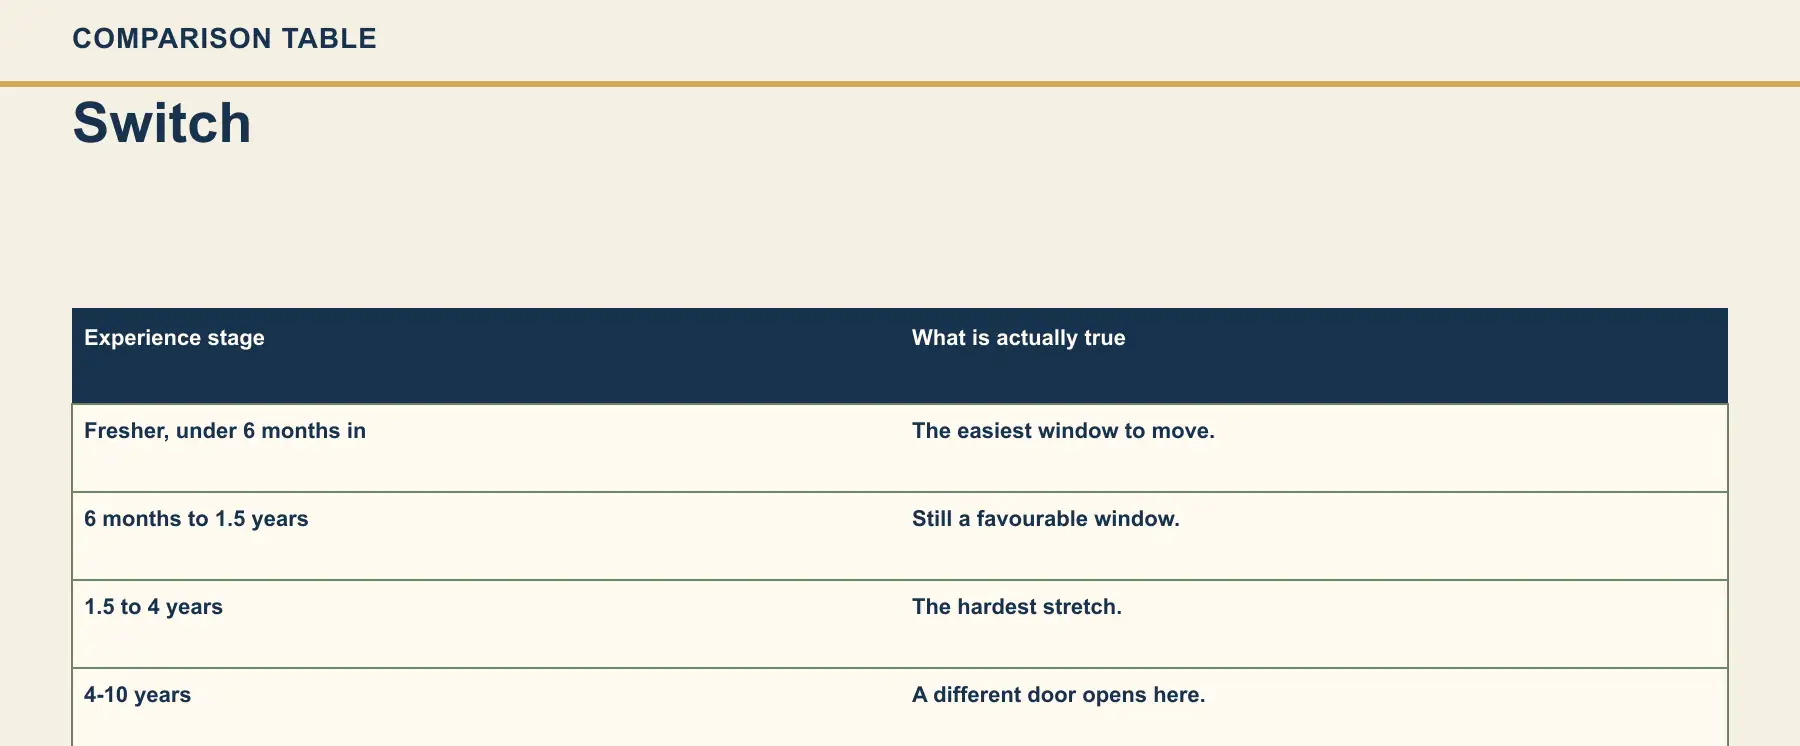 COMPARISON TABLE
Switch
Experience stage What is actually true
Fresher, under 6 months in The easiest window to move.
6 months to 1.5 years Still a favourable window.
1.5 to 4 years The hardest stretch.
4-10 years A different door opens here.